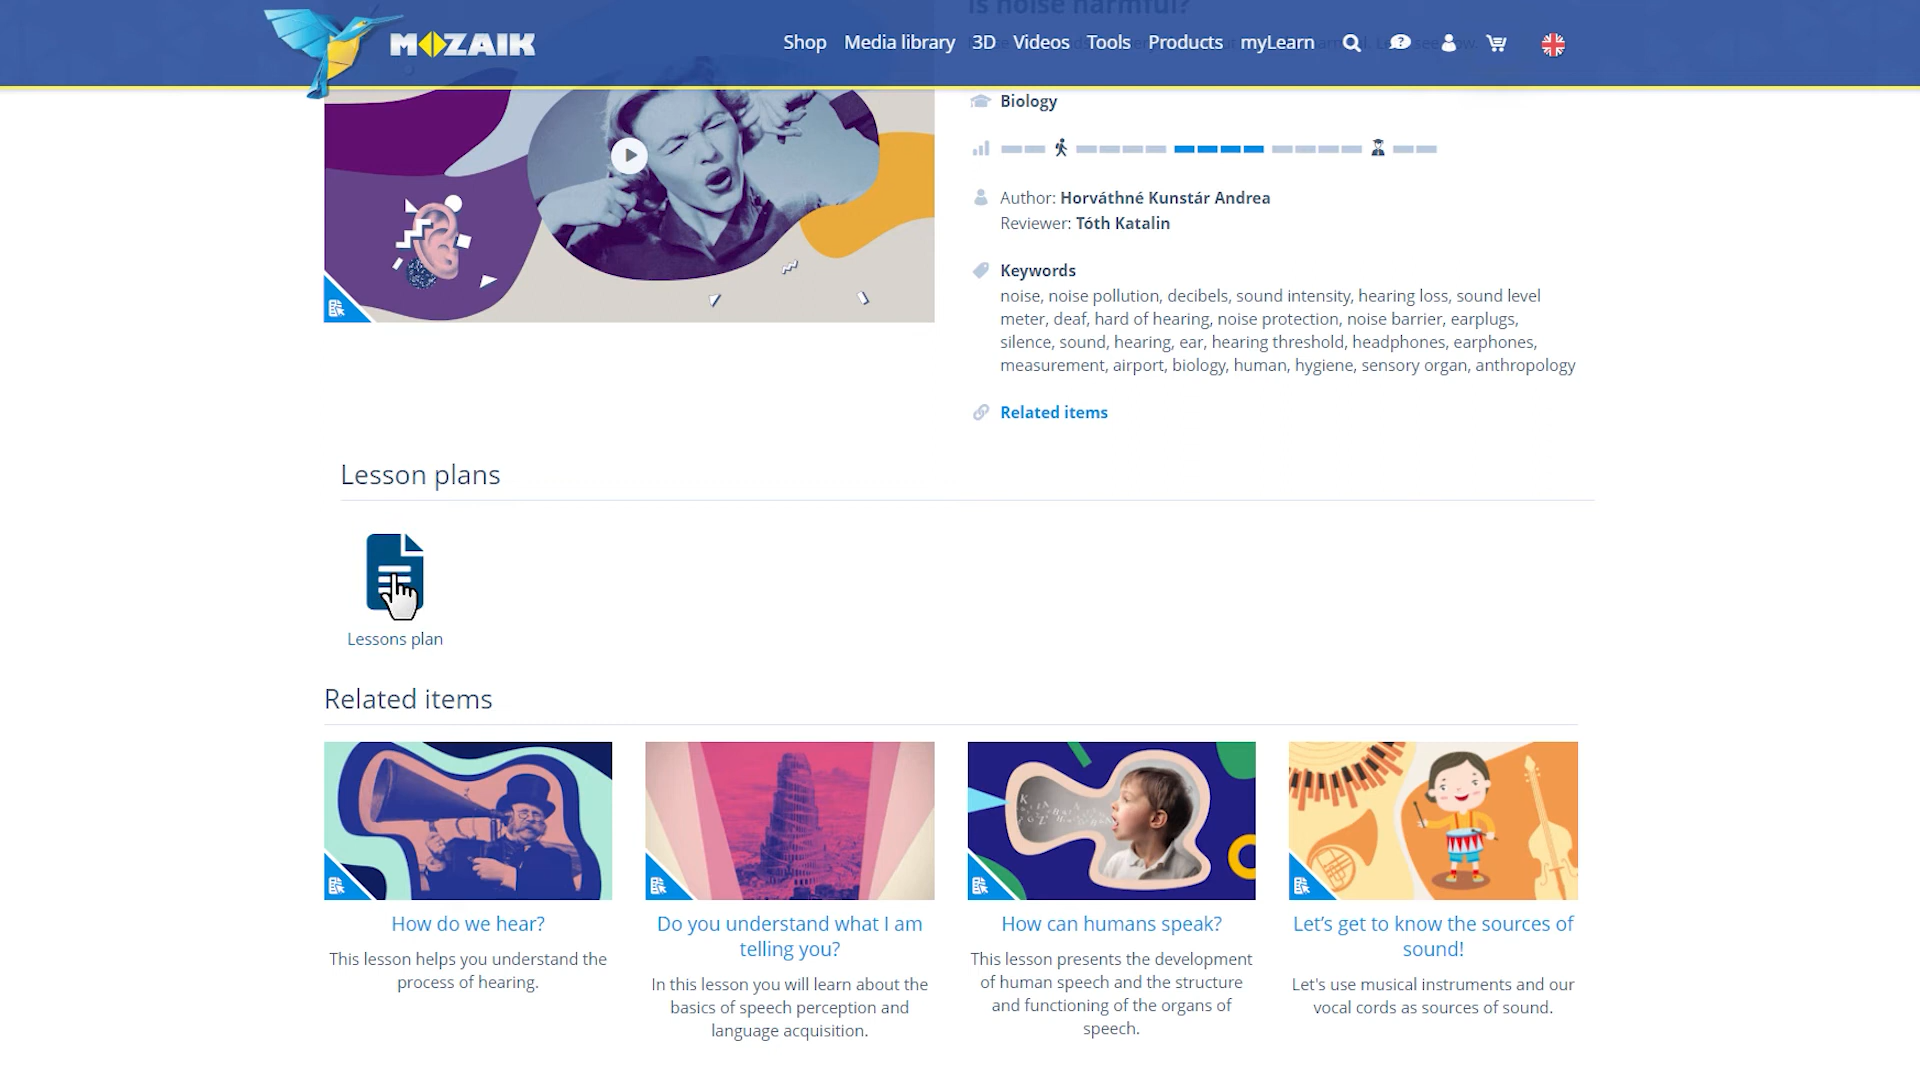 Is noise harmful?
MOZAIK
Shop Media library 3D Videos Tools Products myLearn
Biology
Author: Horváthné Kunstár Andrea
Reviewer: Tóth Katalin
Keywords
noise, noise pollution, decibels, sound intensity, hearing loss, sound level
meter, deaf, hard of hearing, noise protection, noise barrier, earplugs,
silence, sound, hearing, ear, hearing threshold, headphones, earphones,
measurement, airport, biology, human, hygiene, sensory organ, anthropology
Related items
Lesson plans
Lessons plan
Related items
How do we hear?
This lesson helps you understand the
process of hearing.
Do you understand what I am
telling you?
In this lesson you will learn about the
basics of speech perception and
language acquisition.
How can humans speak?
This lesson presents the development
of human speech and the structure
and functioning of the organs of
speech.
Let’s get to know the sources of
sound!
Let's use musical instruments and our
vocal cords as sources of sound.